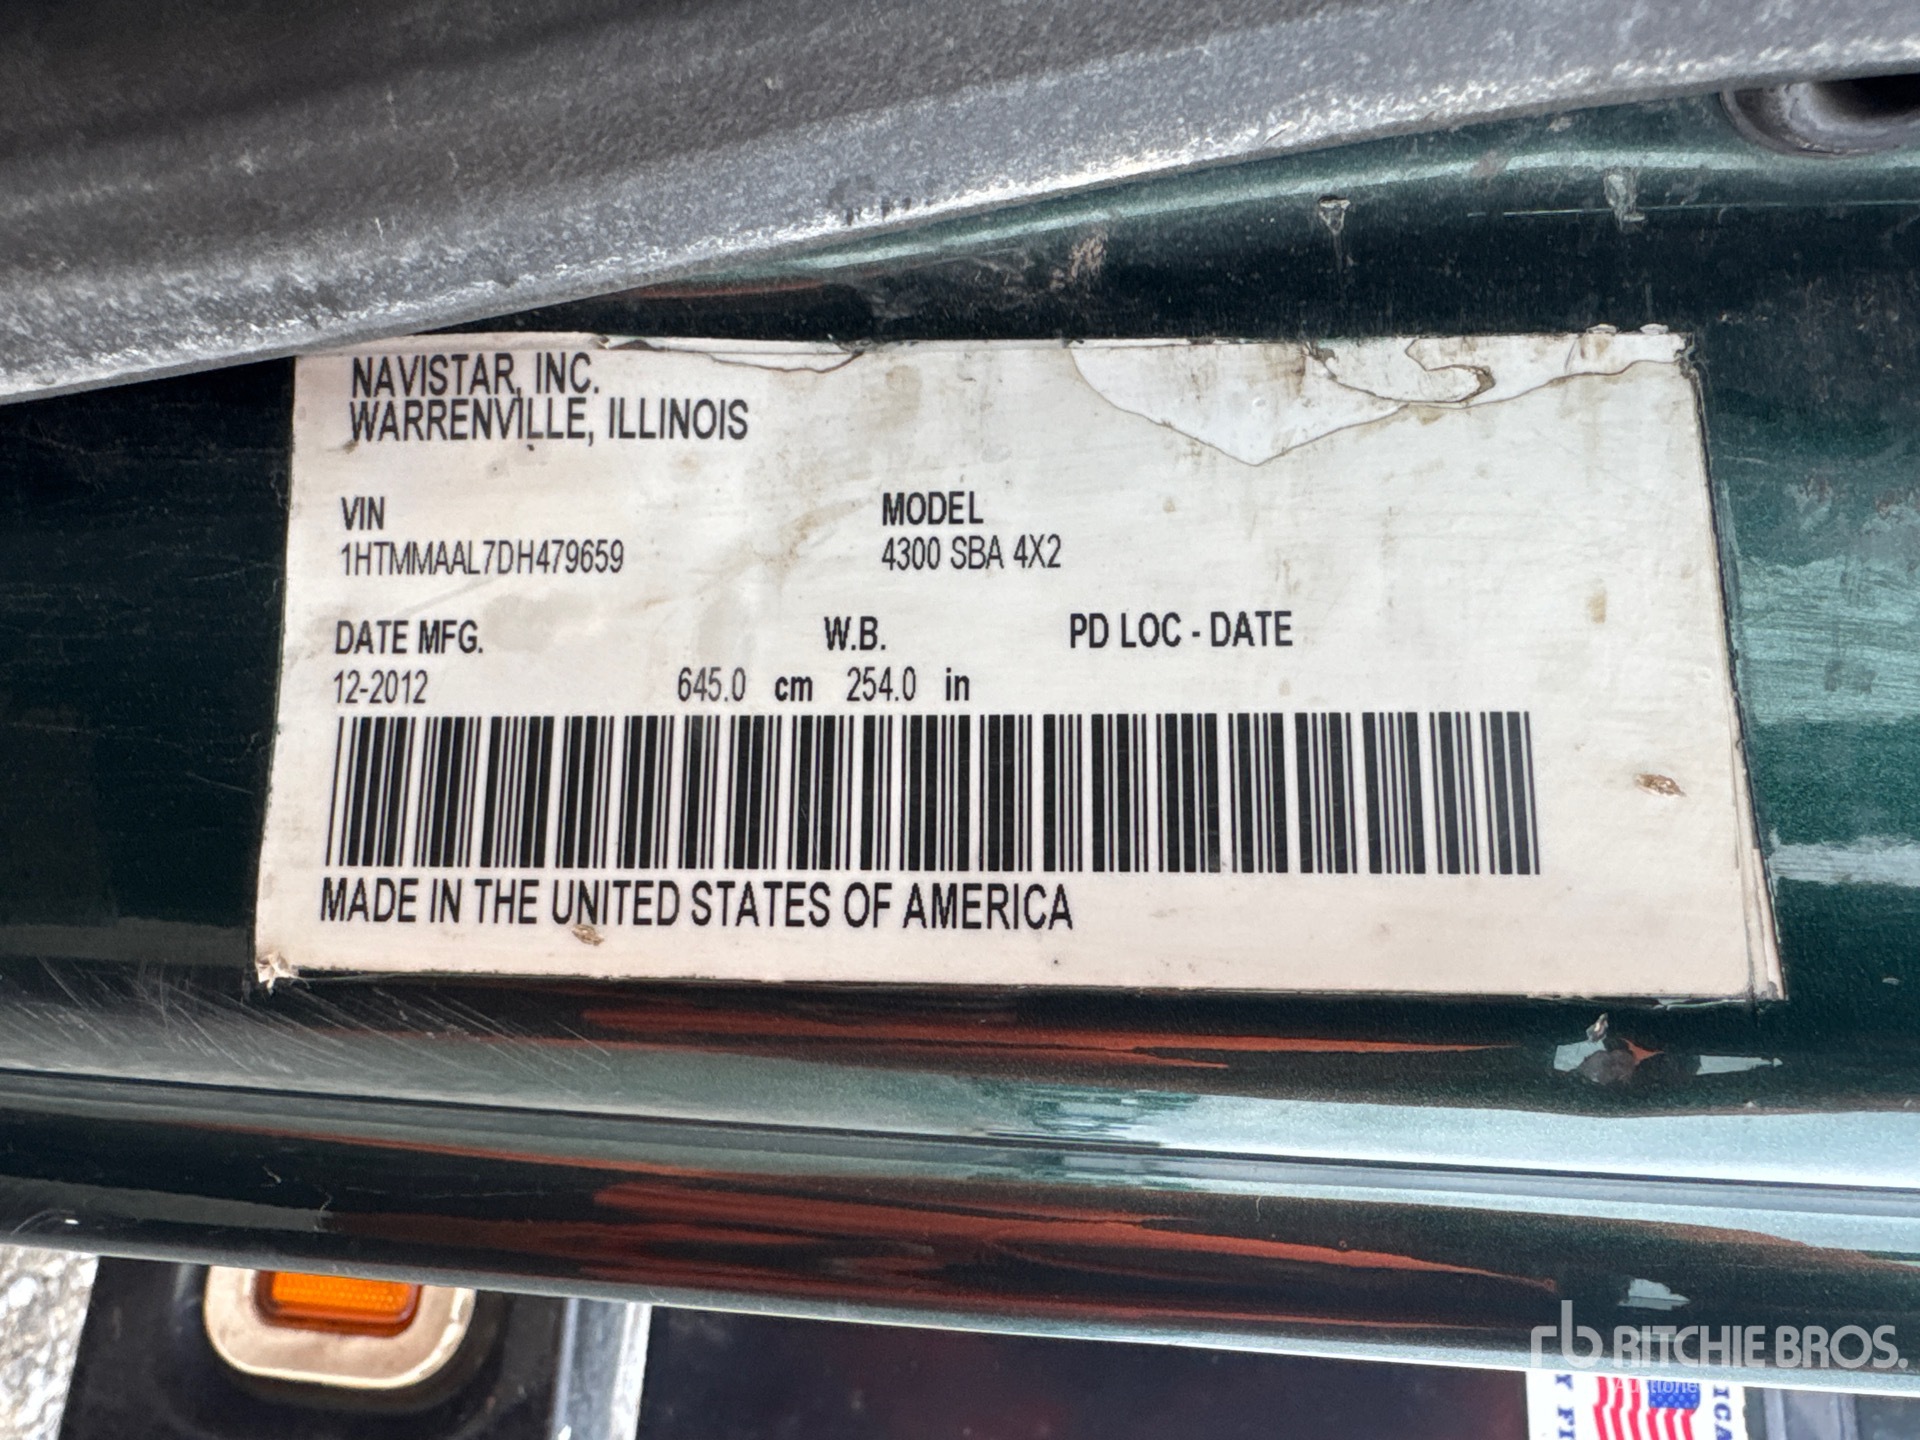 NAVISTAR, INC.
WARRENVILLE, ILLINOIS
VIN MODEL
1HTMMAAL7DH479659 4300 SBA 4X2
DATE MFG. W.B. PD LOC - DATE
12-2012 645.0 cm 254.0 in
MADE IN THE UNITED STATES OF AMERICA
rb RITCHIE BROS.